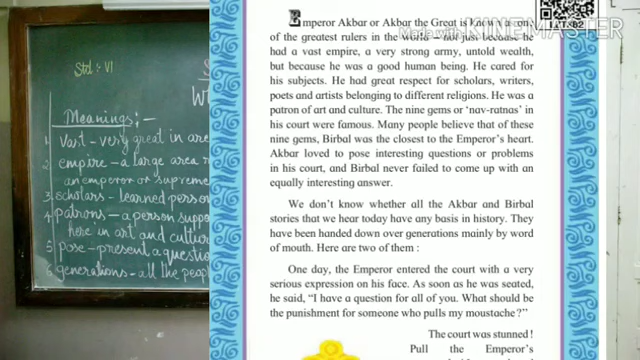 Std : VI
Meanings :-
1 vast - very great in are
2 empire - a large area
an emperor or supreme
3 scholars - learned person
4 patrons - a person suppo
here in art and cultur
5 pose - present a questio
6 generations - all the peopl
Emperor Akbar or Akbar the Great is known as one
of the greatest rulers in the world – not just because he
had a vast empire, a very strong army, untold wealth,
but because he was a good human being. He cared for
his subjects. He had great respect for scholars, writers,
poets and artists belonging to different religions. He was a
patron of art and culture. The nine gems or 'nav-ratnas' in
his court were famous. Many people believe that of these
nine gems, Birbal was the closest to the Emperor's heart.
Akbar loved to pose interesting questions or problems
in his court, and Birbal never failed to come up with an
equally interesting answer.
We don't know whether all the Akbar and Birbal
stories that we hear today have any basis in history. They
have been handed down over generations mainly by word
of mouth. Here are two of them :
One day, the Emperor entered the court with a very
serious expression on his face. As soon as he was seated,
he said, "I have a question for all of you. What should be
the punishment for someone who pulls my moustache?"
The court was stunned!
Pull the Emperor's
Made with KINEMASTER